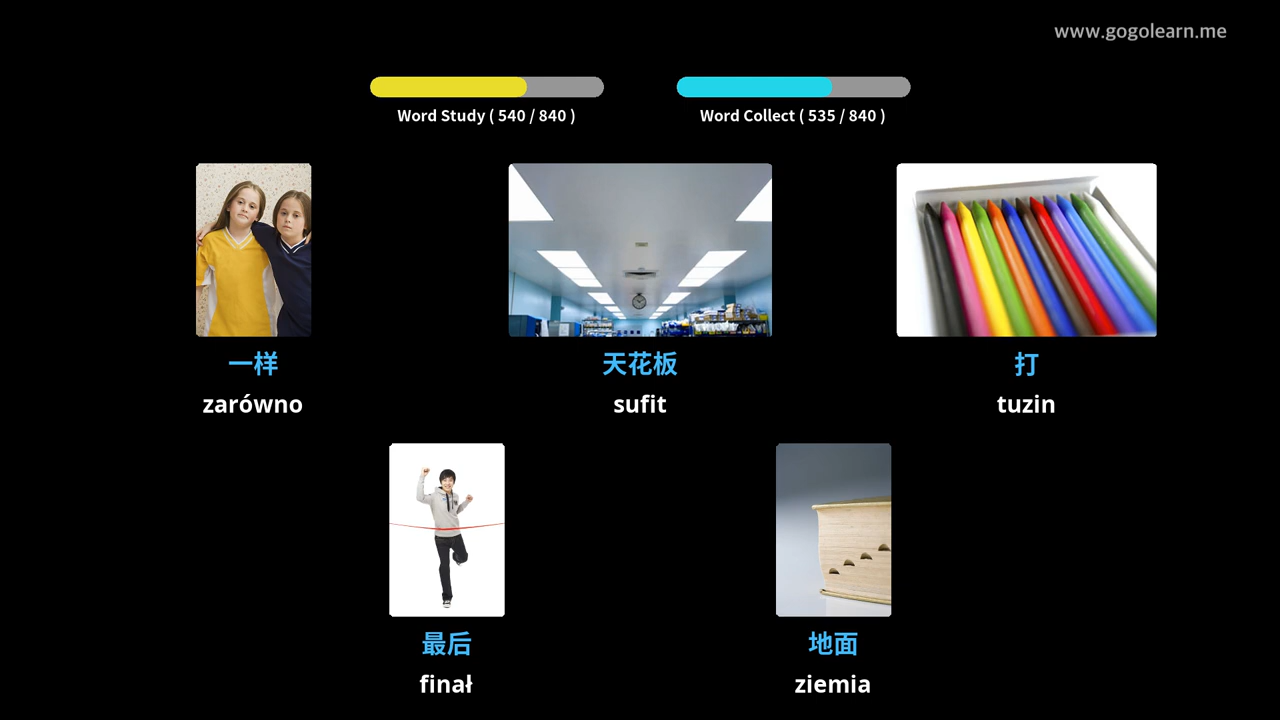 www.gogolearn.me
Word Study ( 540 / 840 )
Word Collect ( 535 / 840 )
一样
zarówno
天花板
sufit
打
tuzin
最后
finał
地面
ziemia